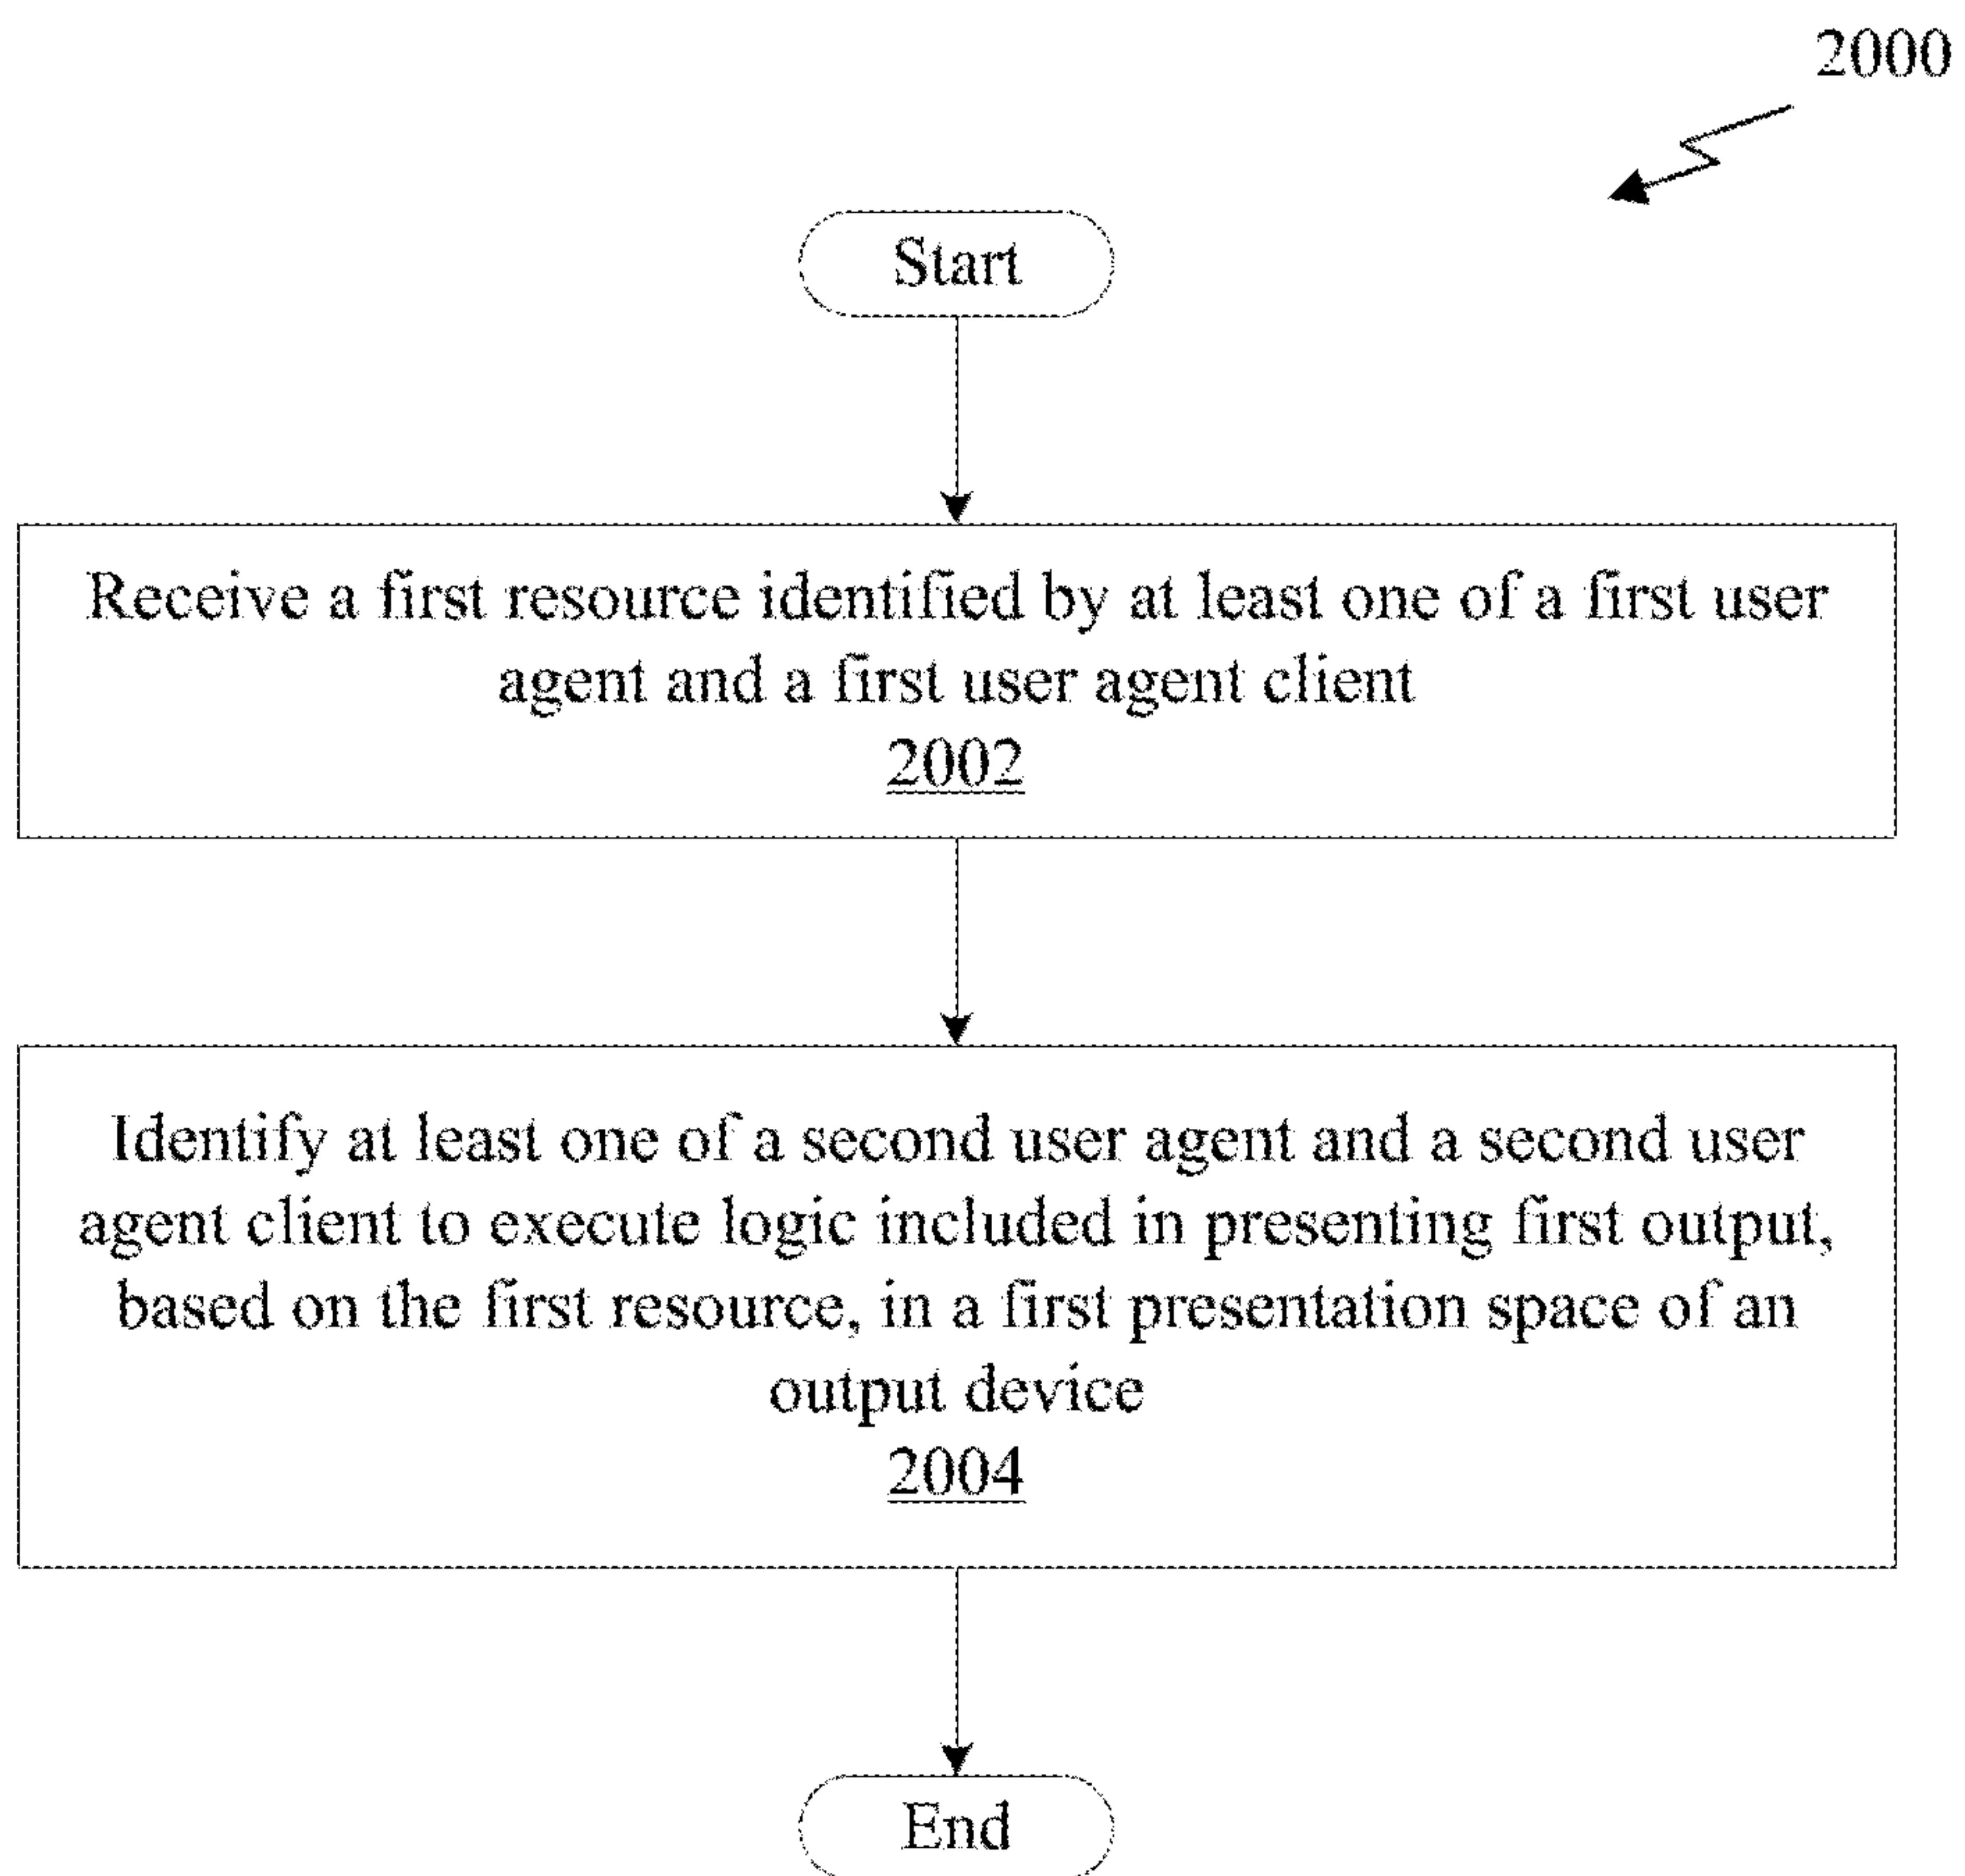 2000
Start
Receive a first resource identified by at least one of a first user
agent and a first user agent client
2002
Identify at least one of a second user agent and a second user
agent client to execute logic included in presenting first output,
based on the first resource, in a first presentation space of an
output device
2004
End